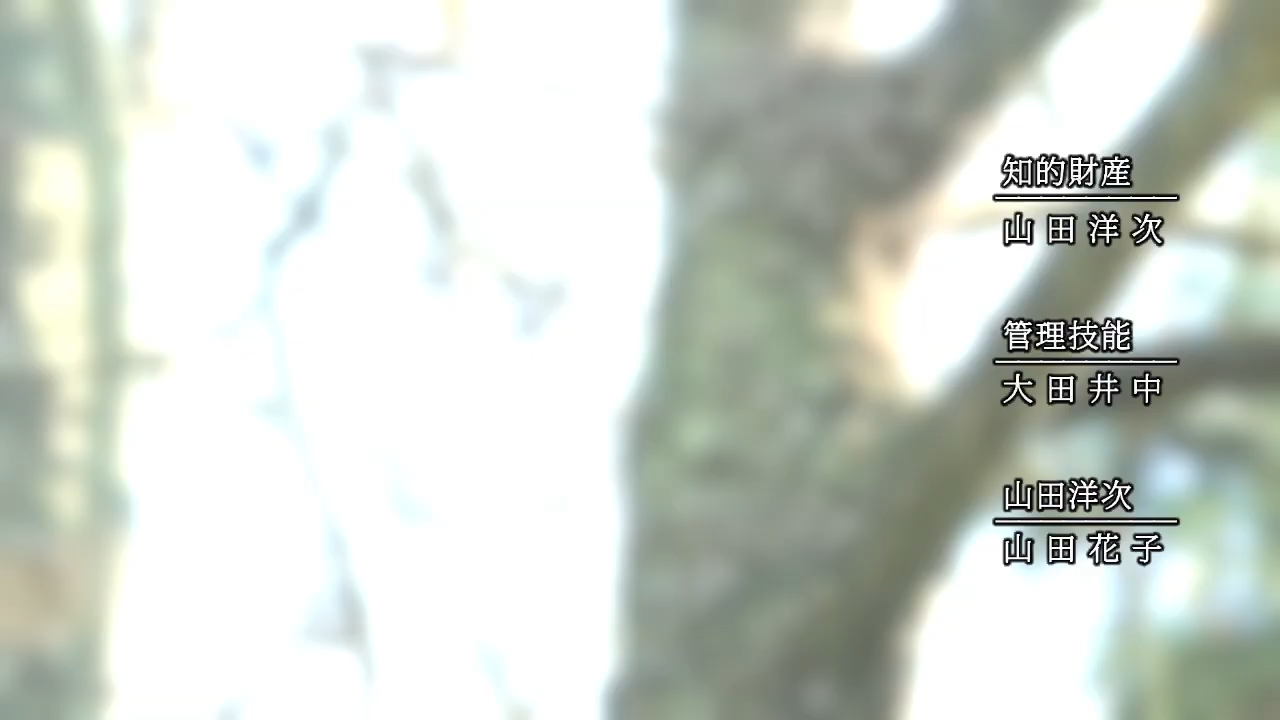 知的財産
山田洋次
管理技能
大田井中
山田洋次
山田花子